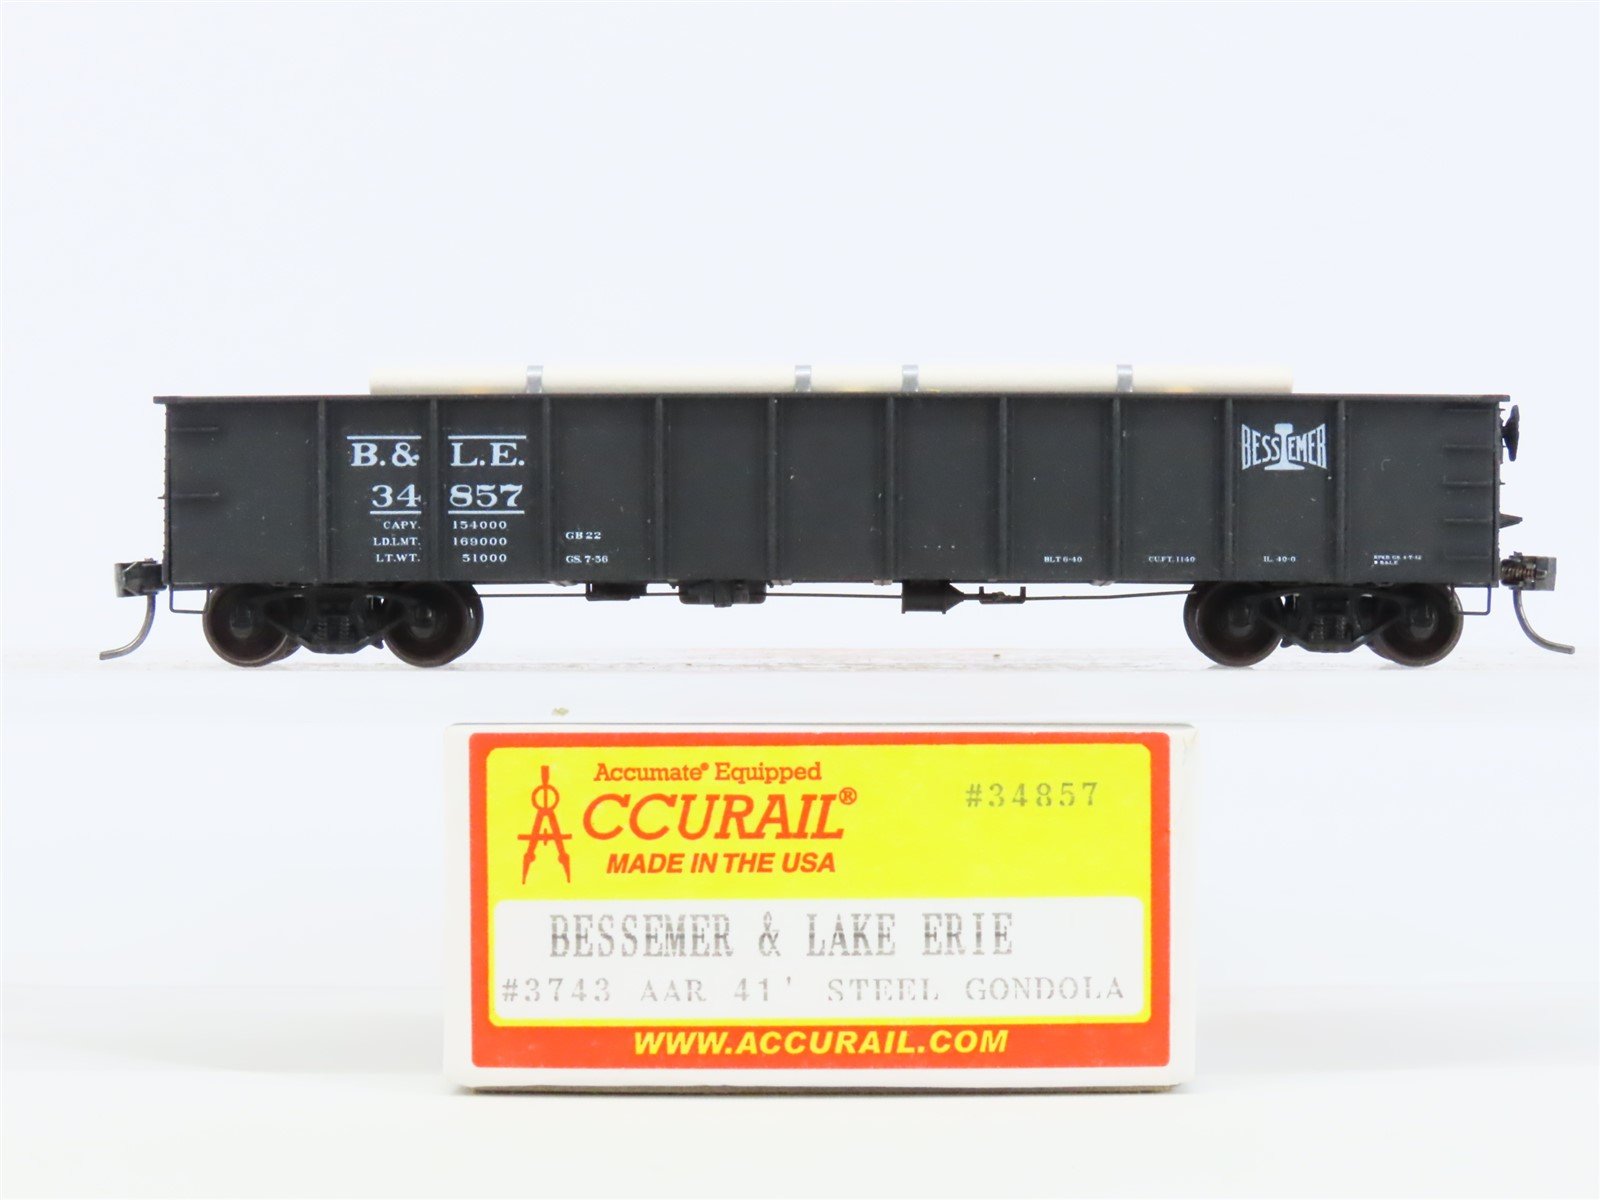 B.& L.E.
34 857
CAPY. 154000
LD.LMT. 169000
LT.WT. 51000
GB 22
GS. 7-56
BLT 6-40
CU.FT. 1140
IL. 40-0
BESSEMER
Accumate® Equipped
ACCURAIL®
MADE IN THE USA
#34857
BESSEMER & LAKE ERIE
#3743 AAR 41' STEEL GONDOLA
WWW.ACCURAIL.COM